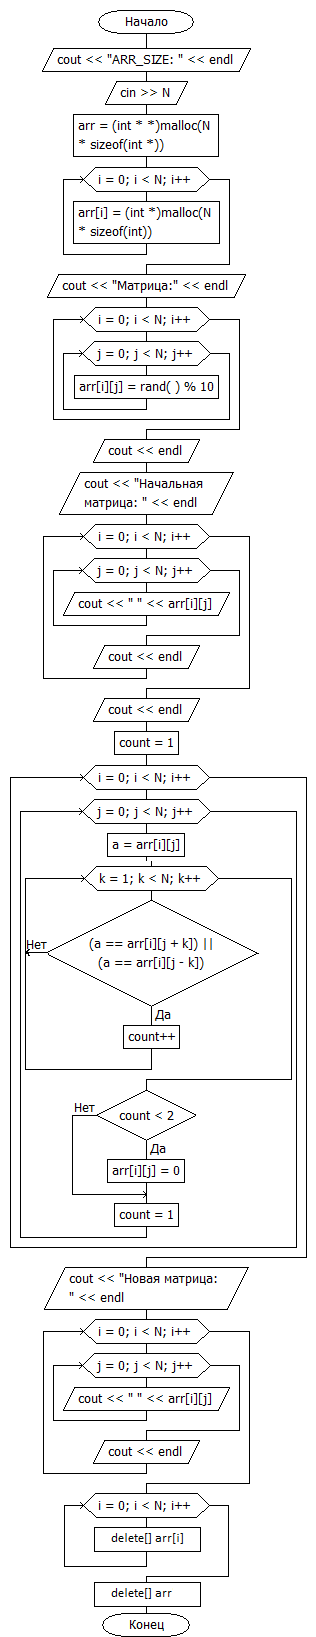 Начало
cout << "ARR_SIZE: " << endl
cin >> N
arr = (int * *)malloc(N
* sizeof(int *))
i = 0; i < N; i++
arr[i] = (int *)malloc(N
* sizeof(int))
cout << "Матрица:" << endl
i = 0; i < N; i++
j = 0; j < N; j++
arr[i][j] = rand( ) % 10
cout << endl
cout << "Начальная
матрица: " << endl
i = 0; i < N; i++
j = 0; j < N; j++
cout << " " << arr[i][j]
cout << endl
cout << endl
count = 1
i = 0; i < N; i++
j = 0; j < N; j++
a = arr[i][j]
k = 1; k < N; k++
(a == arr[i][j + k]) ||
(a == arr[i][j - k])
Нет
Да
count++
count < 2
Нет
Да
arr[i][j] = 0
count = 1
cout << "Новая матрица:
" << endl
i = 0; i < N; i++
j = 0; j < N; j++
cout << " " << arr[i][j]
cout << endl
i = 0; i < N; i++
delete[] arr[i]
delete[] arr
Конец